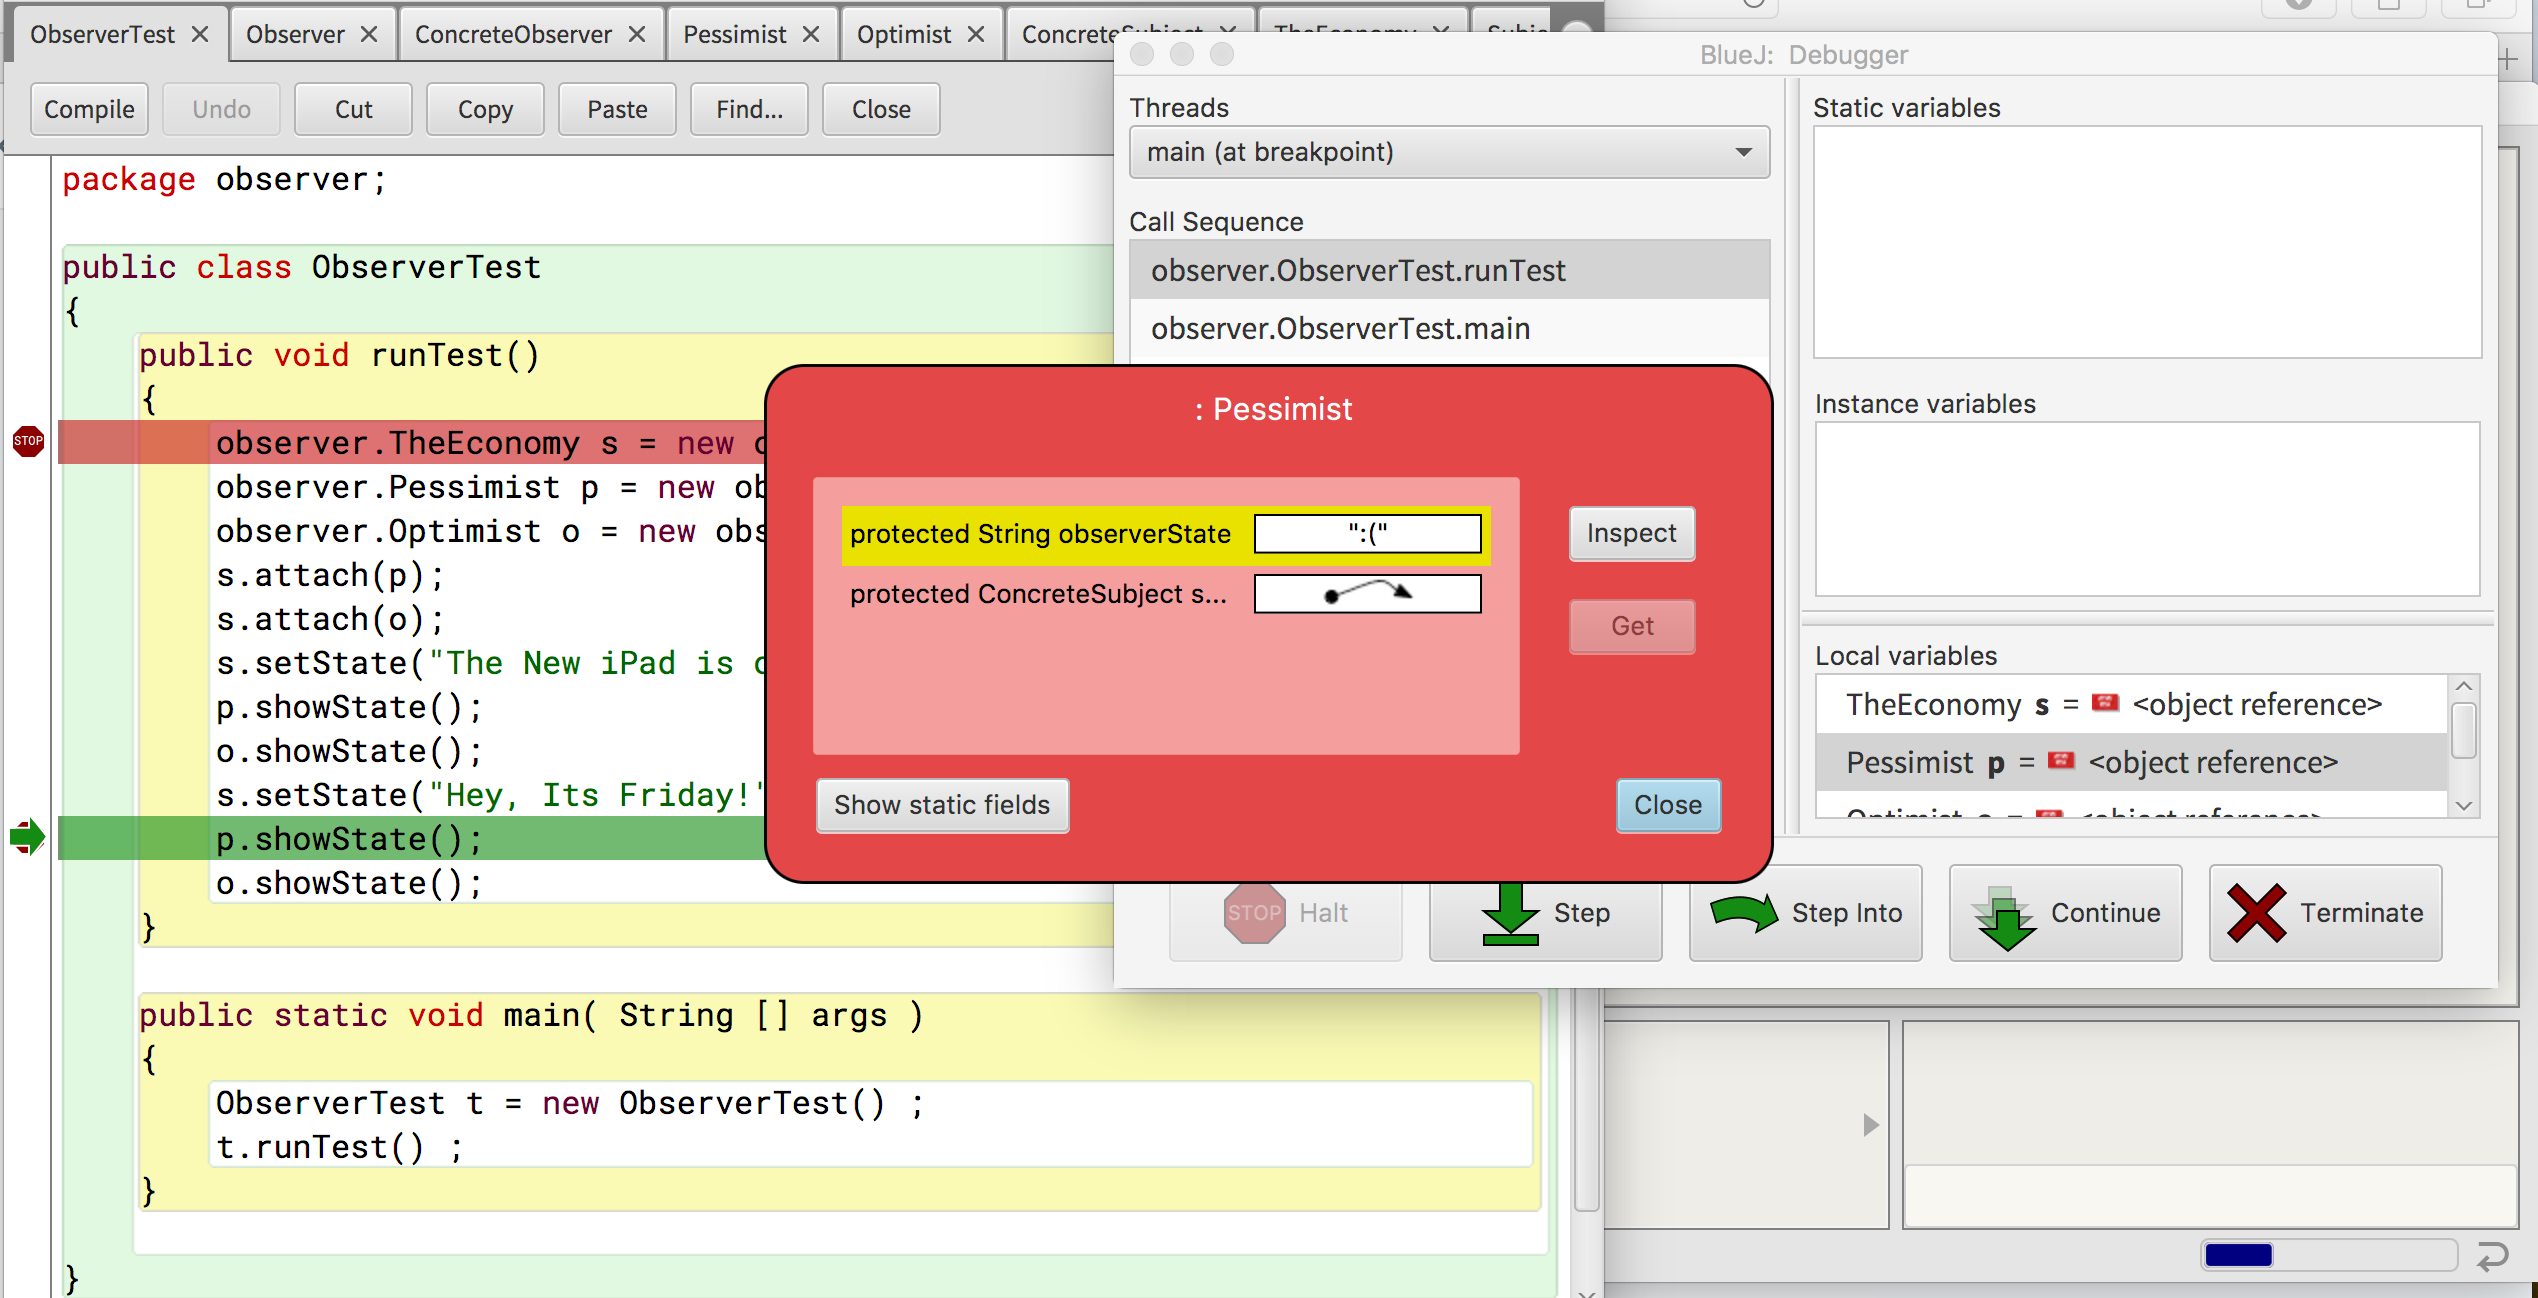 ObserverTest
Observer
ConcreteObserver
Pessimist
Optimist
ConcreteSubject
TheEconomy
Compile
Undo
Cut
Copy
Paste
Find...
Close
package observer;
public class ObserverTest
{
public void runTest()
{
STOP
observer.TheEconomy s = new
observer.Pessimist p = new ob
observer.Optimist o = new obs
s.attach(p);
s.attach(o);
s.setState("The New iPad is
p.showState();
o.showState();
s.setState("Hey, Its Friday!"
p.showState();
o.showState();
}
public static void main( String [] args )
{
ObserverTest t = new ObserverTest() ;
t.runTest() ;
}
}
BlueJ: Debugger
Threads
main (at breakpoint)
Call Sequence
observer.ObserverTest.runTest
observer.ObserverTest.main
: Pessimist
protected String observerState
":("
protected ConcreteSubject s...
Inspect
Get
Show static fields
Close
Static variables
Instance variables
Local variables
TheEconomy s = <object reference>
Pessimist p = <object reference>
Optimist o = <object reference>
STOP
Halt
Step
Step Into
Continue
Terminate